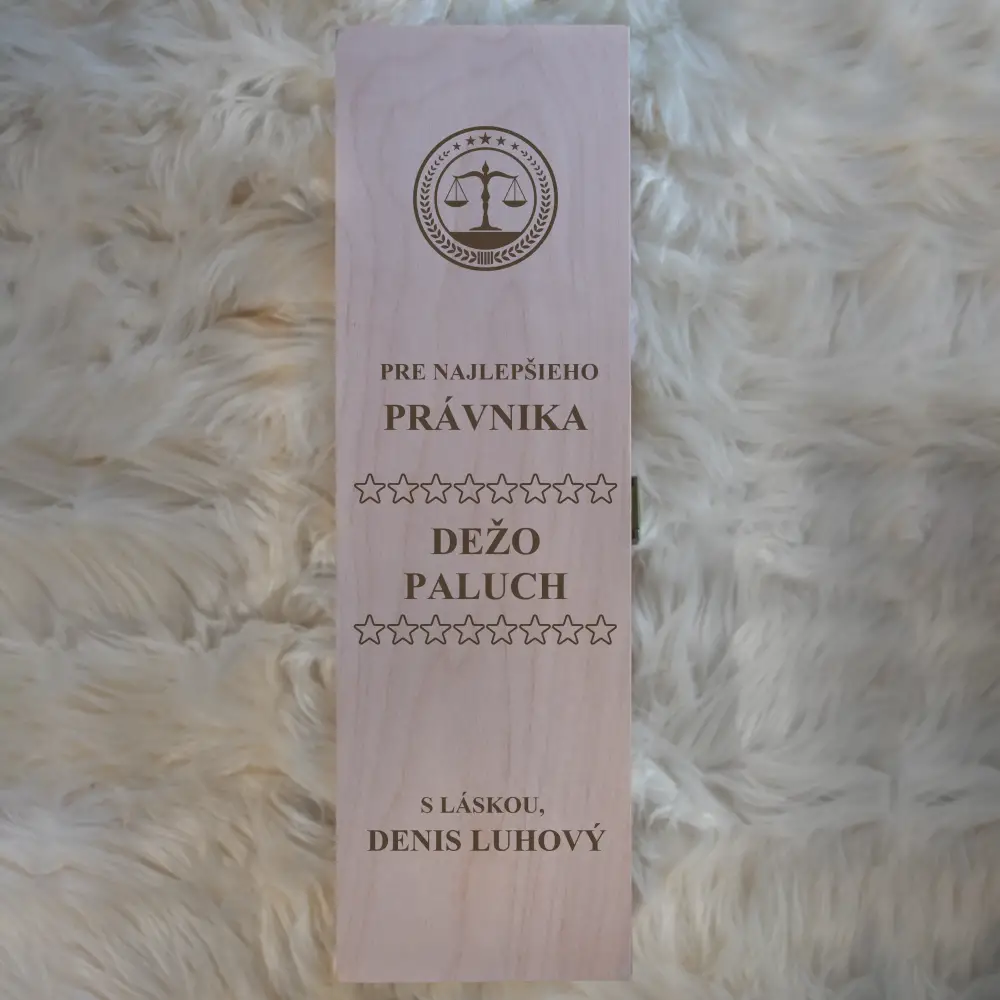 PRE NAJLEPŠIEHO
PRÁVNIKA
DEŽO
PALUCH
S LÁSKOU,
DENIS LUHOVÝ